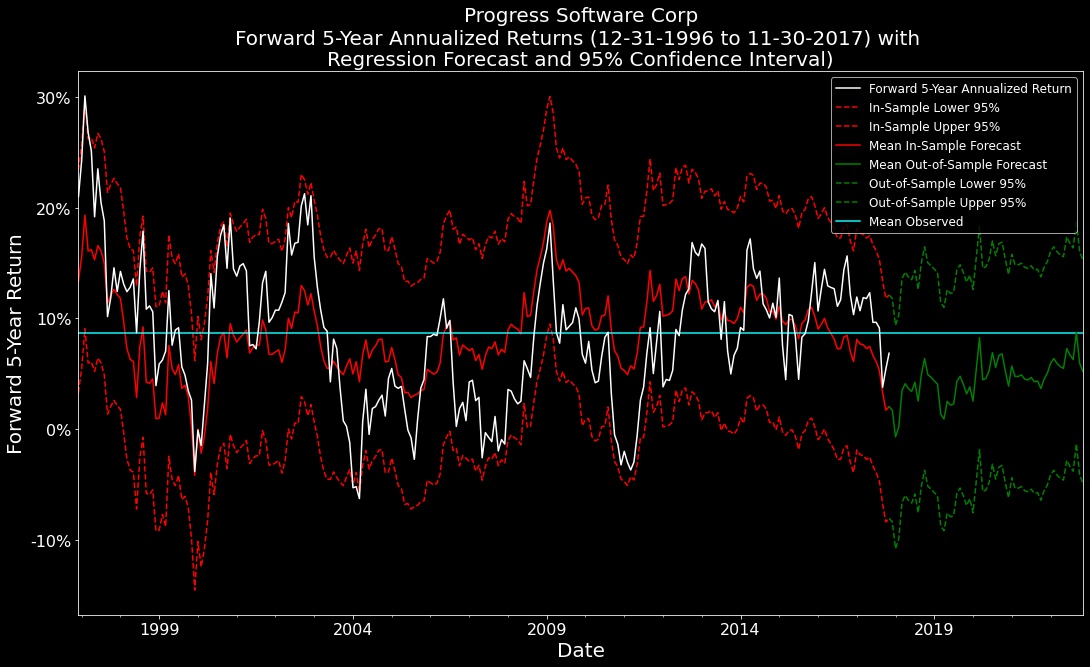 Progress Software Corp
Forward 5-Year Annualized Returns (12-31-1996 to 11-30-2017) with
Regression Forecast and 95% Confidence Interval)
Forward 5-Year Annualized Return
In-Sample Lower 95%
In-Sample Upper 95%
Mean In-Sample Forecast
Mean Out-of-Sample Forecast
Out-of-Sample Lower 95%
Out-of-Sample Upper 95%
Mean Observed
Forward 5-Year Return
30%
20%
10%
0%
-10%
1999
2004
2009
2014
2019
Date